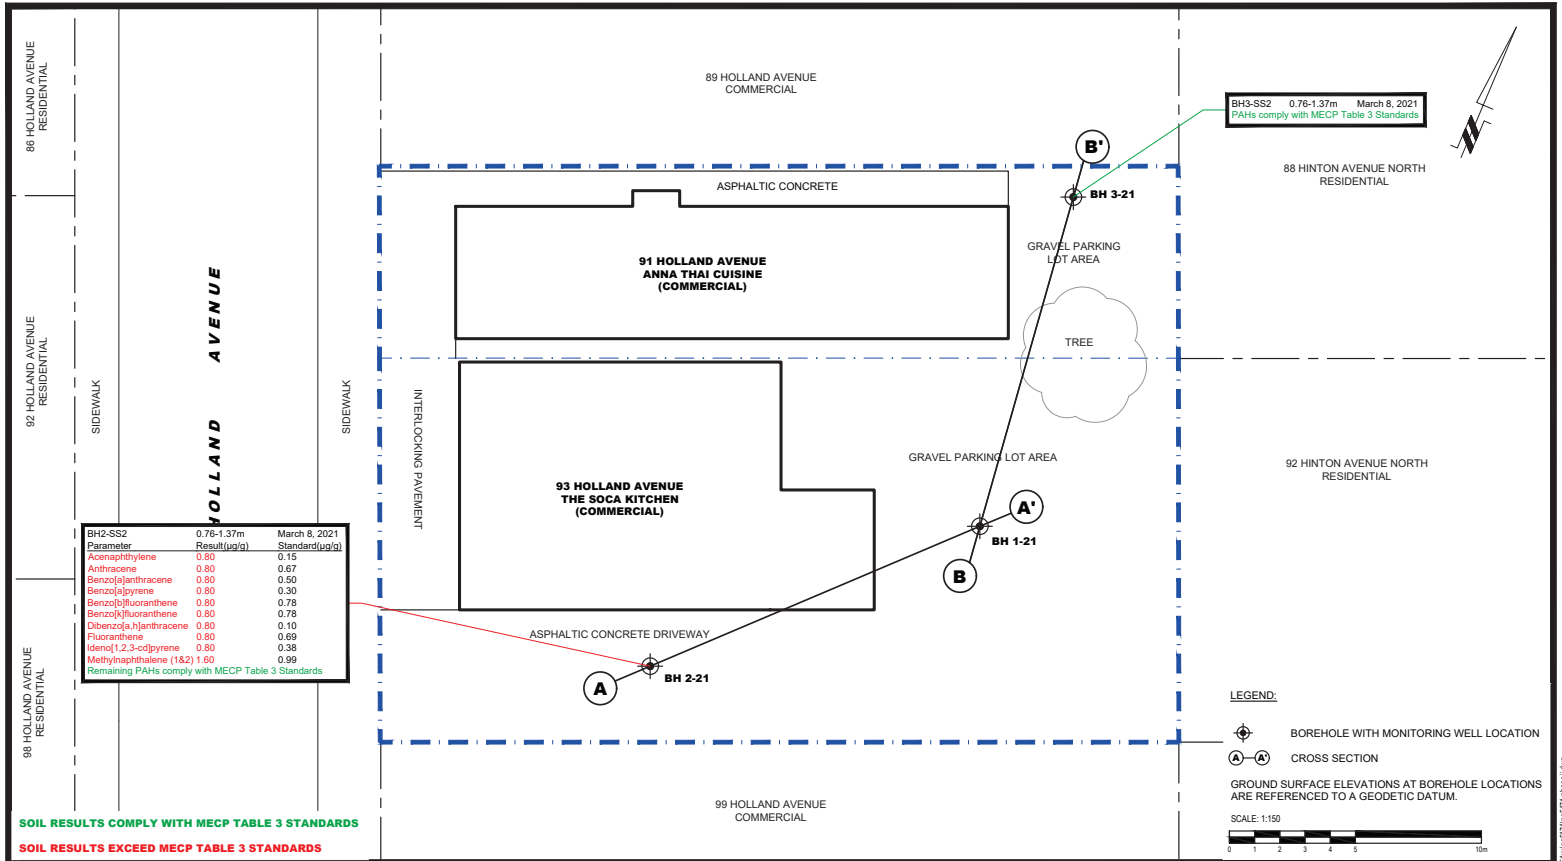 89 HOLLAND AVENUE
COMMERCIAL
86 HOLLAND AVENUE
RESIDENTIAL
BH3-SS2 0.76-1.37m March 8, 2021
PAHs comply with MECP Table 3 Standards
88 HINTON AVENUE NORTH
RESIDENTIAL
B'
ASPHALTIC CONCRETE
BH 3-21
GRAVEL PARKING
LOT AREA
91 HOLLAND AVENUE
ANNA THAI CUISINE
(COMMERCIAL)
TREE
92 HOLLAND AVENUE
RESIDENTIAL
SIDEWALK
HOLLAND AVENUE
SIDEWALK
INTERLOCKING PAVEMENT
GRAVEL PARKING LOT AREA
92 HINTON AVENUE NORTH
RESIDENTIAL
93 HOLLAND AVENUE
THE SOCA KITCHEN
(COMMERCIAL)
A'
BH 1-21
B
BH2-SS2 0.76-1.37m March 8, 2021
Parameter Result(µg/g) Standard(µg/g)
Acenaphthylene 0.80 0.15
Anthracene 0.80 0.67
Benzo[a]anthracene 0.80 0.50
Benzo[a]pyrene 0.80 0.30
Benzo[b]fluoranthene 0.80 0.78
Benzo[k]fluoranthene 0.80 0.78
Dibenzo[a,h]anthracene 0.80 0.10
Fluoranthene 0.80 0.69
Ideno[1,2,3-cd]pyrene 0.80 0.38
Methylnaphthalene (1&2) 1.60 0.99
Remaining PAHs comply with MECP Table 3 Standards
ASPHALTIC CONCRETE DRIVEWAY
BH 2-21
A
98 HOLLAND AVENUE
RESIDENTIAL
99 HOLLAND AVENUE
COMMERCIAL
LEGEND:
BOREHOLE WITH MONITORING WELL LOCATION
A A' CROSS SECTION
GROUND SURFACE ELEVATIONS AT BOREHOLE LOCATIONS
ARE REFERENCED TO A GEODETIC DATUM.
SCALE: 1:150
0 1 2 3 4 5 10m
SOIL RESULTS COMPLY WITH MECP TABLE 3 STANDARDS
SOIL RESULTS EXCEED MECP TABLE 3 STANDARDS